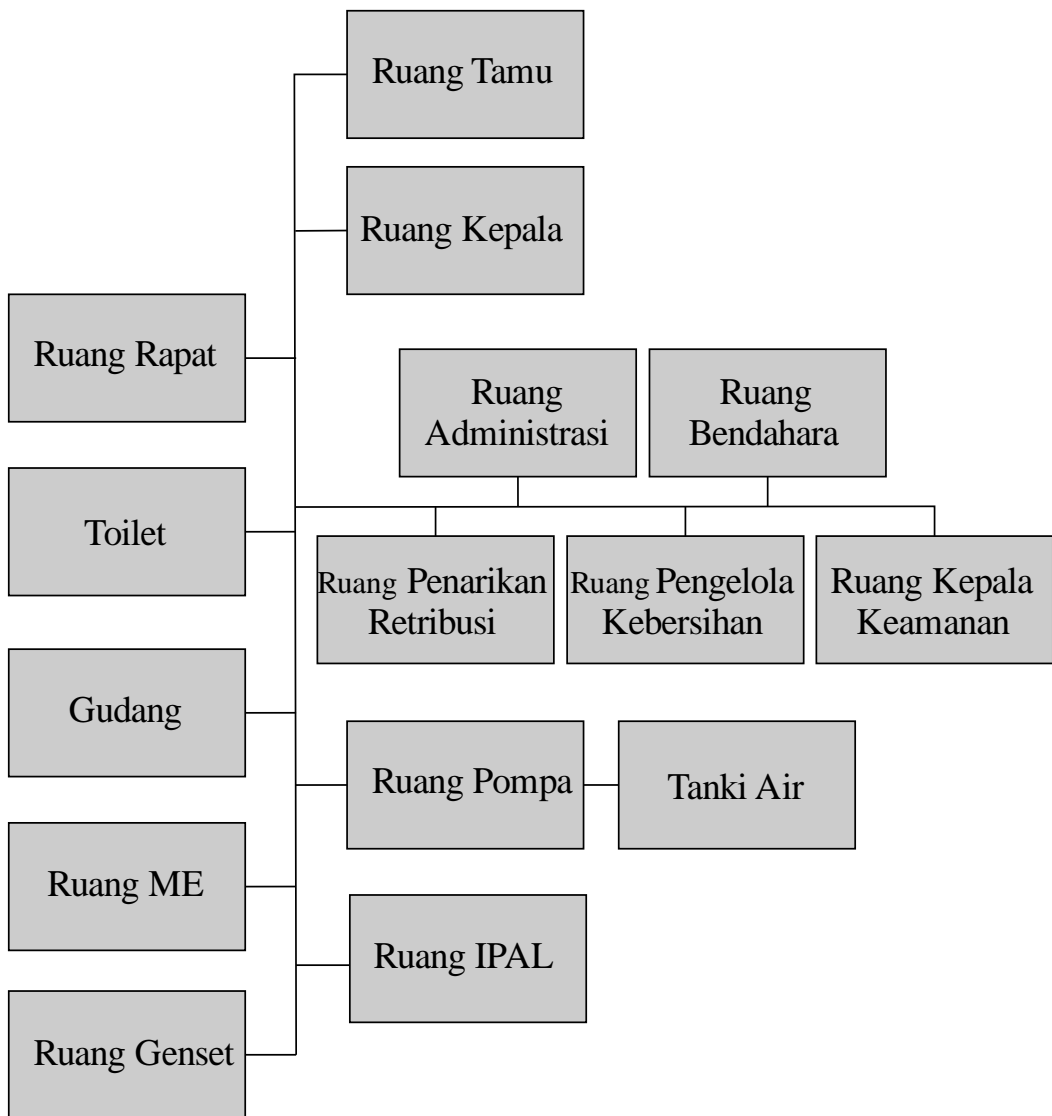 Ruang Tamu
Ruang Kepala
Ruang Rapat
Ruang
Administrasi
Ruang
Bendahara
Toilet
Ruang Penarikan
Retribusi
Ruang Pengelola
Kebersihan
Ruang Kepala
Keamanan
Gudang
Ruang Pompa
Tanki Air
Ruang ME
Ruang IPAL
Ruang Genset